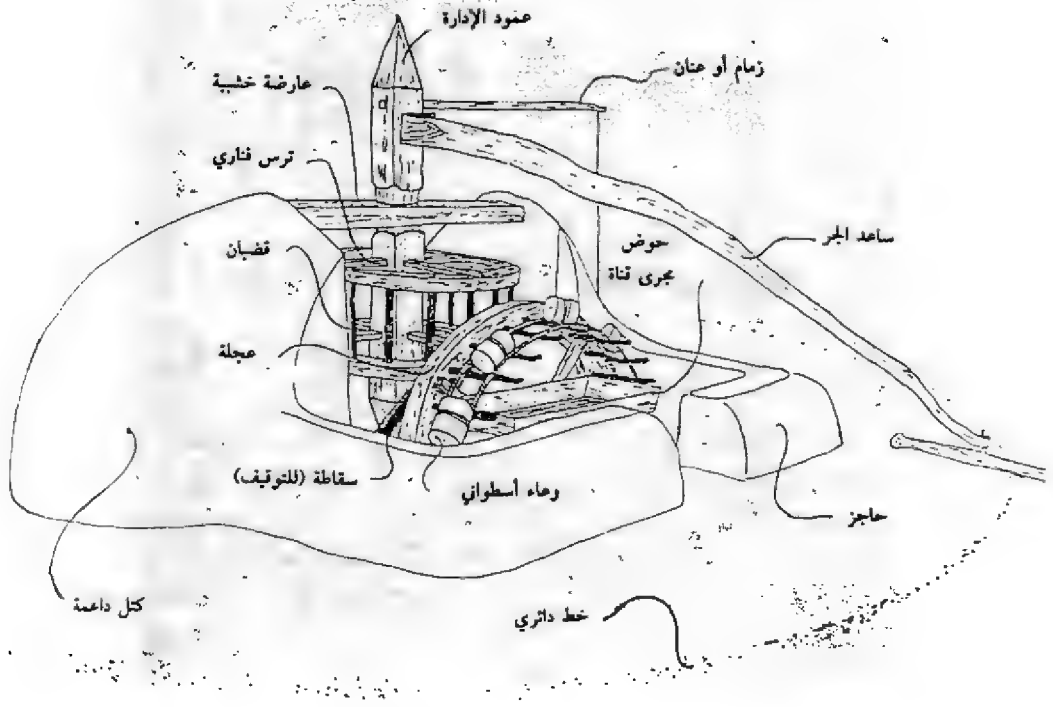 عمود الإدارة
زمام أو عنان
عارضة خشبية
ترس فناري
ساعد الجر
حوض
مجرى قناة
قضبان
عجلة
سقاطة (للتوقيف)
وعاء أسطواني
حاجز
كتل داعمة
خط دائري